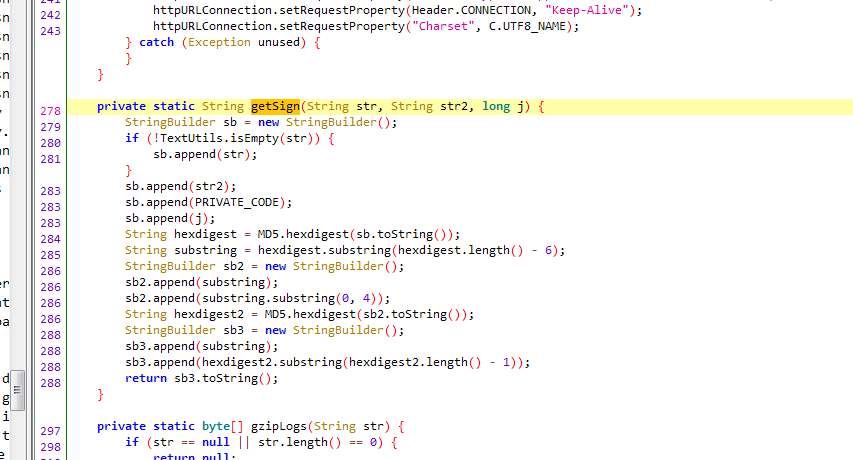 241
242 httpURLConnection.setRequestProperty(Header.CONNECTION, "Keep-Alive");
243 httpURLConnection.setRequestProperty("Charset", C.UTF8_NAME);
} catch (Exception unused) {
}
}
278 private static String getSign(String str, String str2, long j) {
279 StringBuilder sb = new StringBuilder();
280 if (!TextUtils.isEmpty(str)) {
281 sb.append(str);
}
283 sb.append(str2);
283 sb.append(PRIVATE_CODE);
283 sb.append(j);
284 String hexdigest = MD5.hexdigest(sb.toString());
285 String substring = hexdigest.substring(hexdigest.length() - 6);
286 StringBuilder sb2 = new StringBuilder();
286 sb2.append(substring);
286 sb2.append(substring.substring(0, 4));
286 String hexdigest2 = MD5.hexdigest(sb2.toString());
288 StringBuilder sb3 = new StringBuilder();
288 sb3.append(substring);
288 sb3.append(hexdigest2.substring(hexdigest2.length() - 1));
288 return sb3.toString();
}
297 private static byte[] gzipLogs(String str) {
298 if (str == null || str.length() == 0) {
return null;